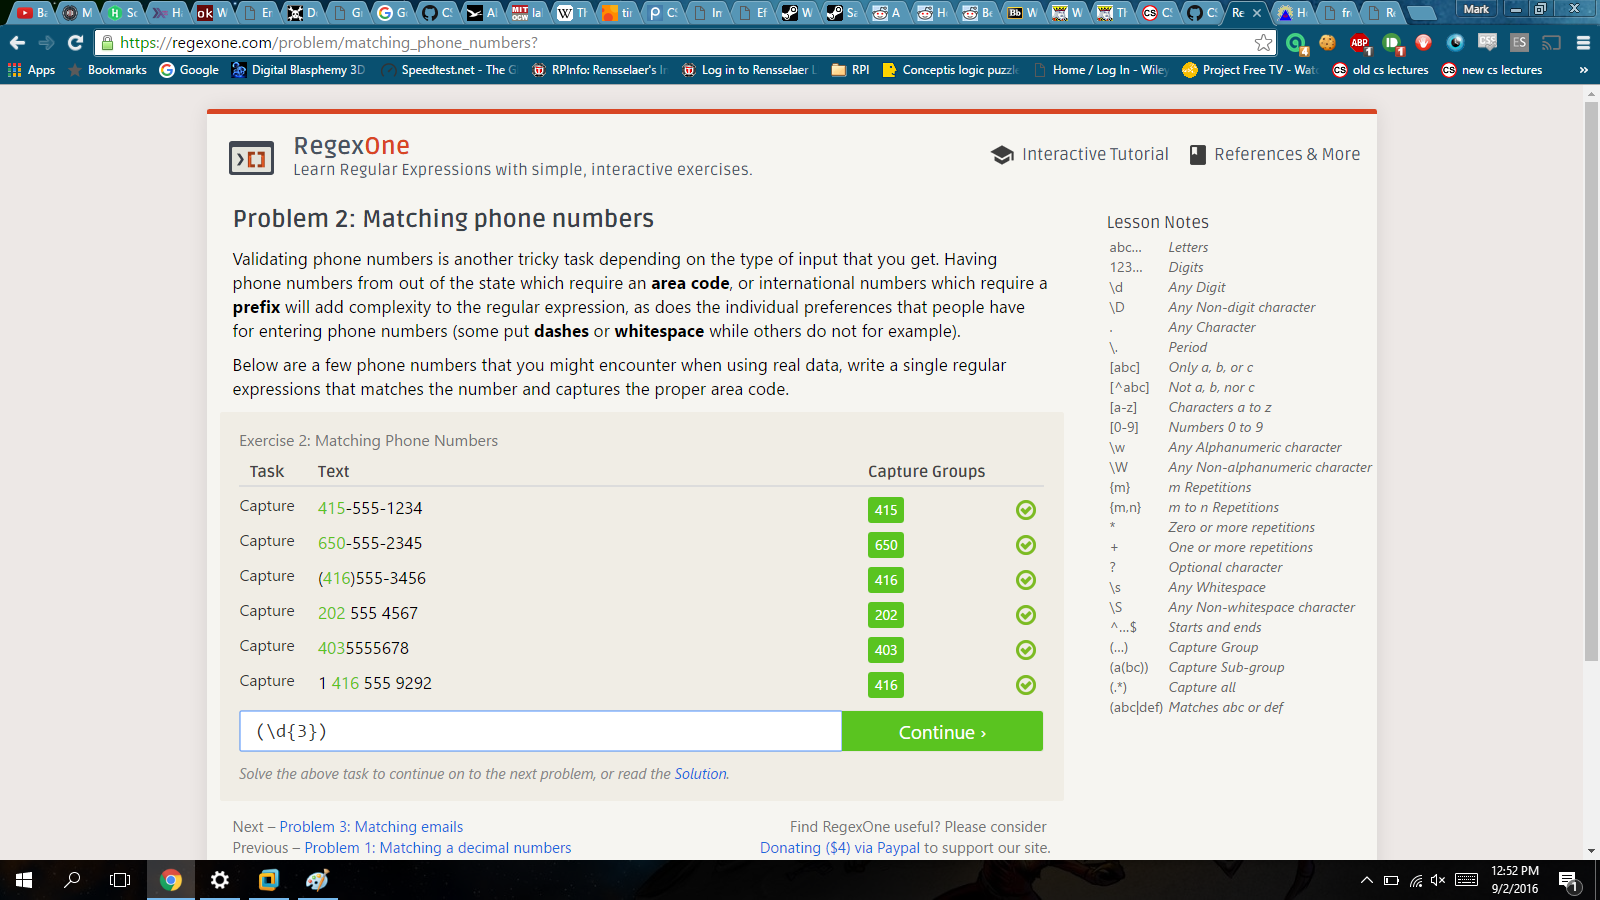 Mark
https://regexone.com/problem/matching_phone_numbers?
Apps Bookmarks Google Digital Blasphemy 3D Speedtest.net - The G RPInfo: Rensselaer's In Log in to Rensselaer RPI Conceptis logic puzzle Home / Log In - Wiley Project Free TV - Wat old cs lectures new cs lectures »
RegexOne
Learn Regular Expressions with simple, interactive exercises.
Interactive Tutorial References & More
Problem 2: Matching phone numbers
Validating phone numbers is another tricky task depending on the type of input that you get. Having
phone numbers from out of the state which require an area code, or international numbers which require a
prefix will add complexity to the regular expression, as does the individual preferences that people have
for entering phone numbers (some put dashes or whitespace while others do not for example).
Below are a few phone numbers that you might encounter when using real data, write a single regular
expressions that matches the number and captures the proper area code.
Exercise 2: Matching Phone Numbers
Task Text Capture Groups
Capture 415-555-1234 415
Capture 650-555-2345 650
Capture (416)555-3456 416
Capture 202 555 4567 202
Capture 4035555678 403
Capture 1 416 555 9292 416
(\d{3}) Continue ›
Solve the above task to continue on to the next problem, or read the Solution.
Next – Problem 3: Matching emails
Previous – Problem 1: Matching a decimal numbers
Find RegexOne useful? Please consider
Donating ($4) via Paypal to support our site.
Lesson Notes
abc... Letters
123... Digits
\d Any Digit
\D Any Non-digit character
. Any Character
\. Period
[abc] Only a, b, or c
[^abc] Not a, b, nor c
[a-z] Characters a to z
[0-9] Numbers 0 to 9
\w Any Alphanumeric character
\W Any Non-alphanumeric character
{m} m Repetitions
{m,n} m to n Repetitions
* Zero or more repetitions
+ One or more repetitions
? Optional character
\s Any Whitespace
\S Any Non-whitespace character
^...$ Starts and ends
(...) Capture Group
(a(bc)) Capture Sub-group
(.*) Capture all
(abc|def) Matches abc or def
12:52 PM
9/2/2016
1